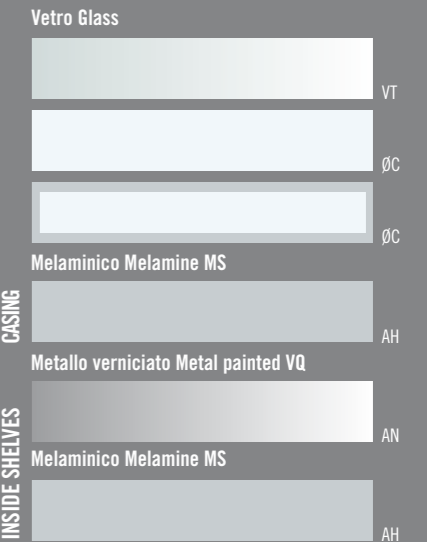 Vetro Glass
VT
ØC
ØC
Melaminico Melamine MS
CASING
AH
Metallo verniciato Metal painted VQ
AN
INSIDE SHELVES
Melaminico Melamine MS
AH